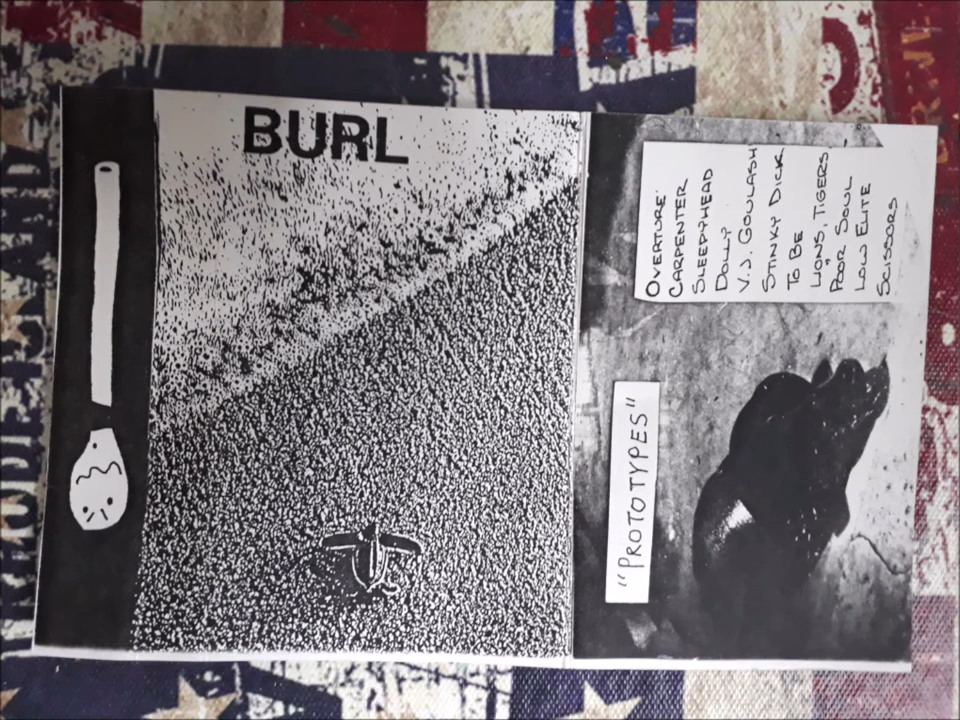 BURL
"PROTOTYPES"
OVERTURE
CARPENTER
SLEEPYHEAD
DOLLY
V.J. GOULASH
STINKY DICK
TO BE
LIONS, TIGERS
POOR SOUL
LOW ELITE
SCISSORS